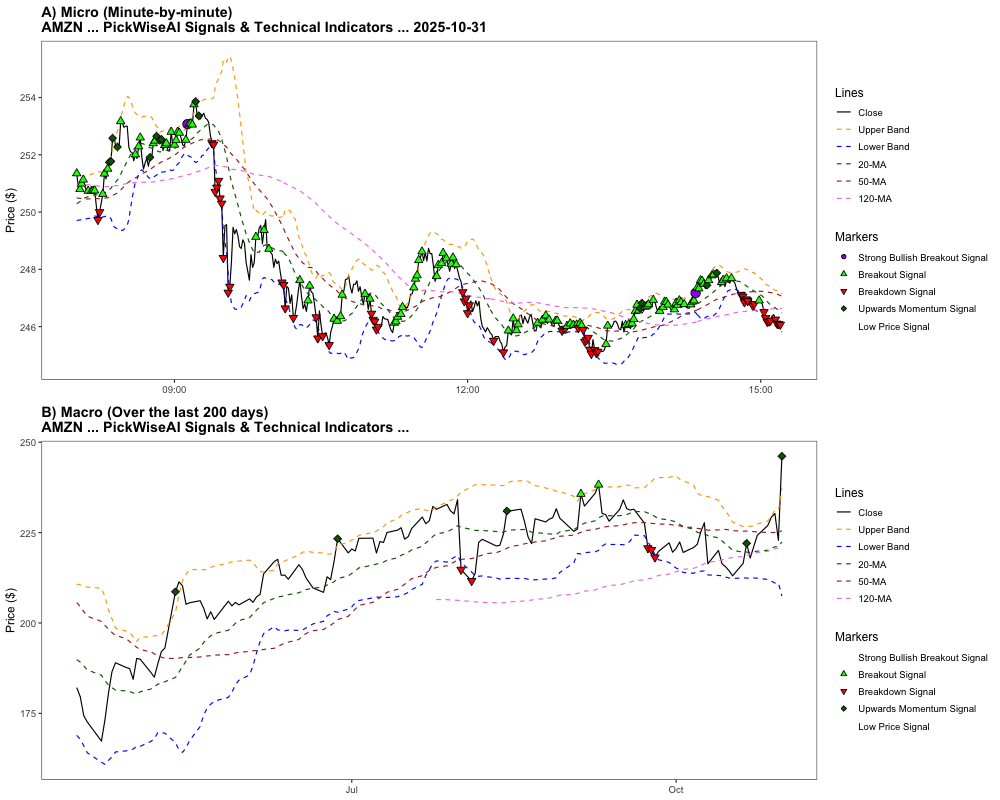 A) Micro (Minute-by-minute)
AMZN ... PickWiseAI Signals & Technical Indicators ... 2025-10-31
Price ($)
254
252
250
248
246
09:00
12:00
15:00
Lines
Close
Upper Band
Lower Band
20-MA
50-MA
120-MA
Markers
Strong Bullish Breakout Signal
Breakout Signal
Breakdown Signal
Upwards Momentum Signal
Low Price Signal
B) Macro (Over the last 200 days)
AMZN ... PickWiseAI Signals & Technical Indicators ...
Price ($)
250
225
200
175
Jul
Oct
Lines
Close
Upper Band
Lower Band
20-MA
50-MA
120-MA
Markers
Strong Bullish Breakout Signal
Breakout Signal
Breakdown Signal
Upwards Momentum Signal
Low Price Signal